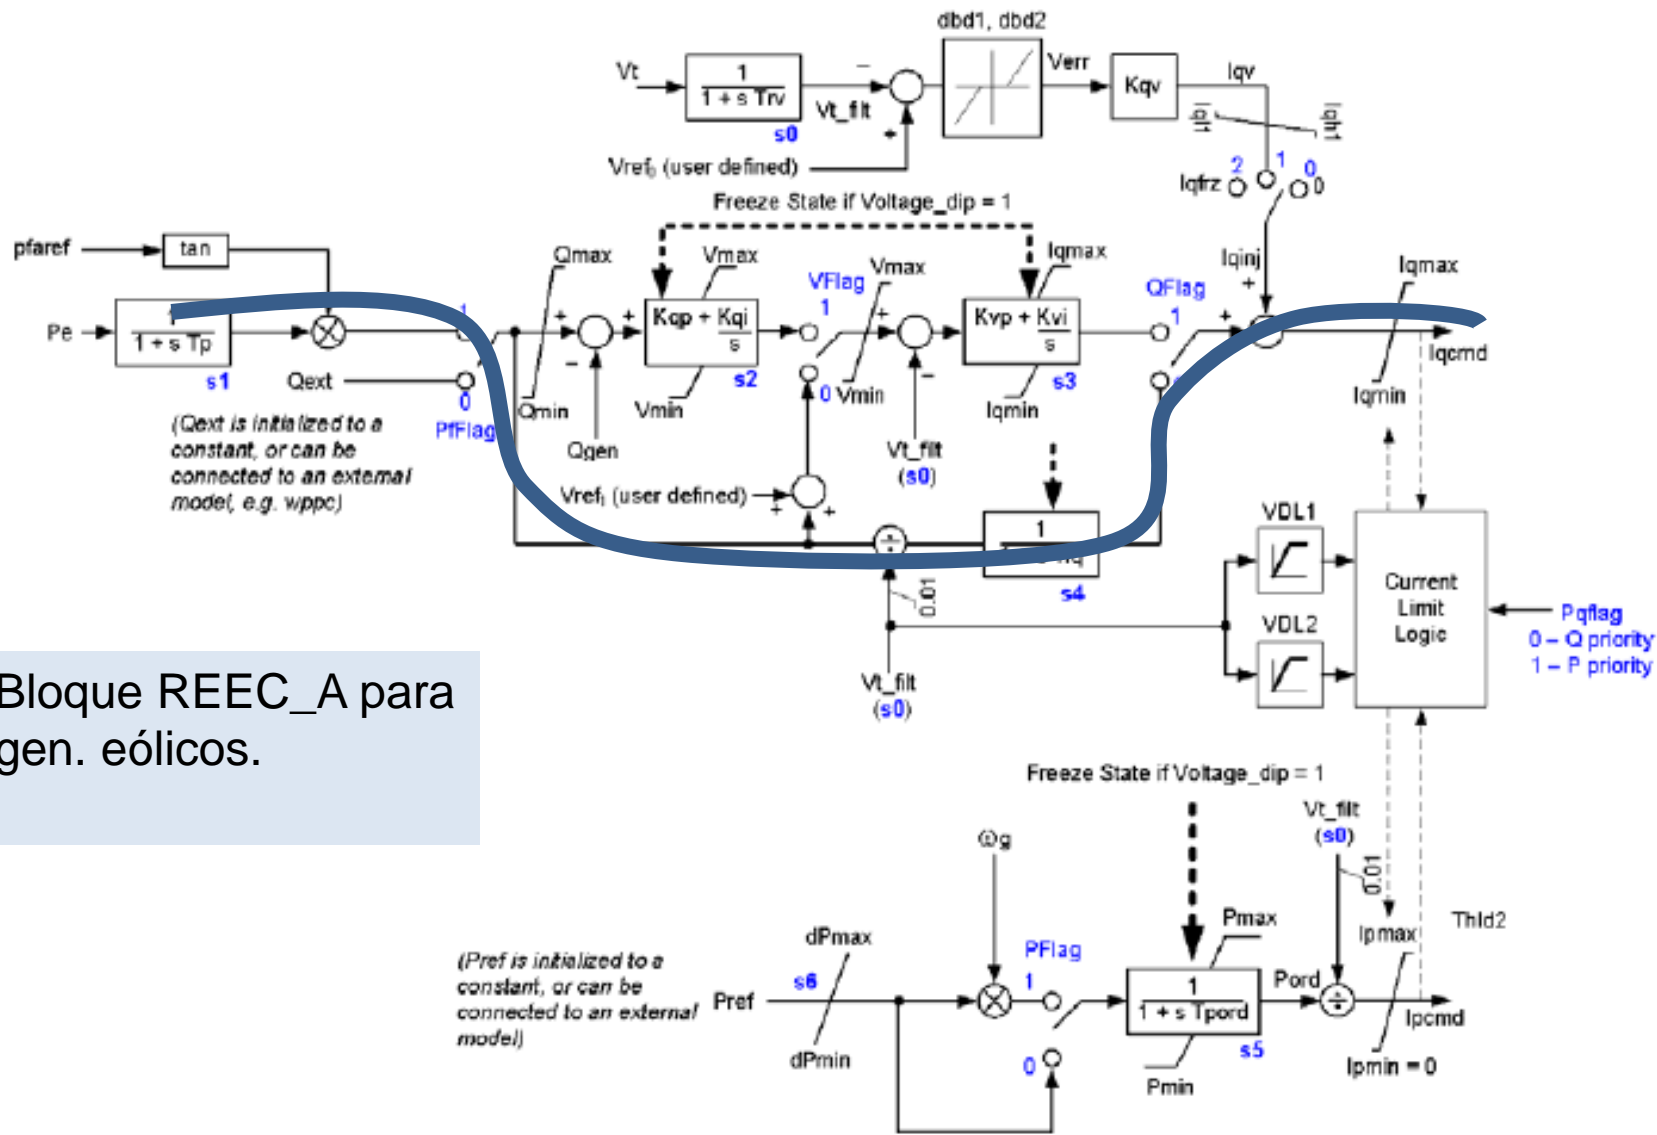 dbd1, dbd2
Vt
1
1 + s Trv
s0
Vt_filt
Verr
Kqv
Iqv
Iql1
Iqh1
Vref0 (user defined)
Iqfrz
2
1
0
0
Freeze State if Voltage_dip = 1
pfaref
tan
Pe
1 + s Tp
s1
Qext
0
PfFlag
(Qext is initialized to a
constant, or can be
connected to an external
model, e.g. wppc)
Qmax
Qmin
Qgen
Vmax
Kqp + Kqi
s
s2
Vmin
VFlag
1
0
Vmax
Vmin
Vt_filt
(s0)
Iqmax
Kvp + Kvi
s
s3
Iqmin
QFlag
1
Iqinj
Iqmax
Iqcmd
Iqmin
Vref1 (user defined)
÷
1
s4
0.01
Vt_filt
(s0)
VDL1
VDL2
Current
Limit
Logic
Pqflag
0 – Q priority
1 – P priority
Bloque REEC_A para
gen. eólicos.
Freeze State if Voltage_dip = 1
Vt_filt
(s0)
0.01
ωg
(Pref is initialized to a
constant, or can be
connected to an external
model)
Pref
s6
dPmax
dPmin
PFlag
1
0
Pmax
1
1 + s Tpord
s5
Pmin
Pord
÷
Ipmax
Thld2
Ipcmd
Ipmin = 0